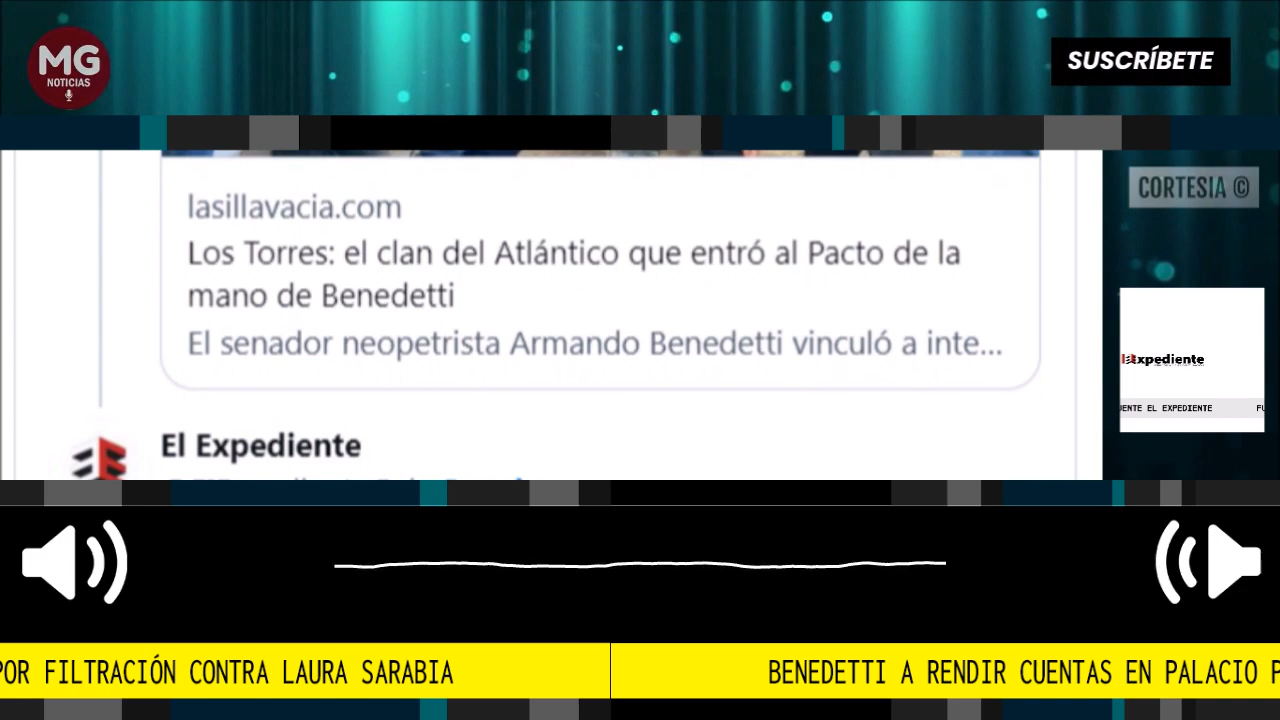 MG
NOTICIAS
SUSCRÍBETE
CORTESIA ©
lasillavacia.com
Los Torres: el clan del Atlántico que entró al Pacto de la
mano de Benedetti
El senador neopetrista Armando Benedetti vinculó a inte...
El Expediente
Expediente
EL EXPEDIENTE
POR FILTRACIÓN CONTRA LAURA SARABIA
BENEDETTI A RENDIR CUENTAS EN PALACIO P